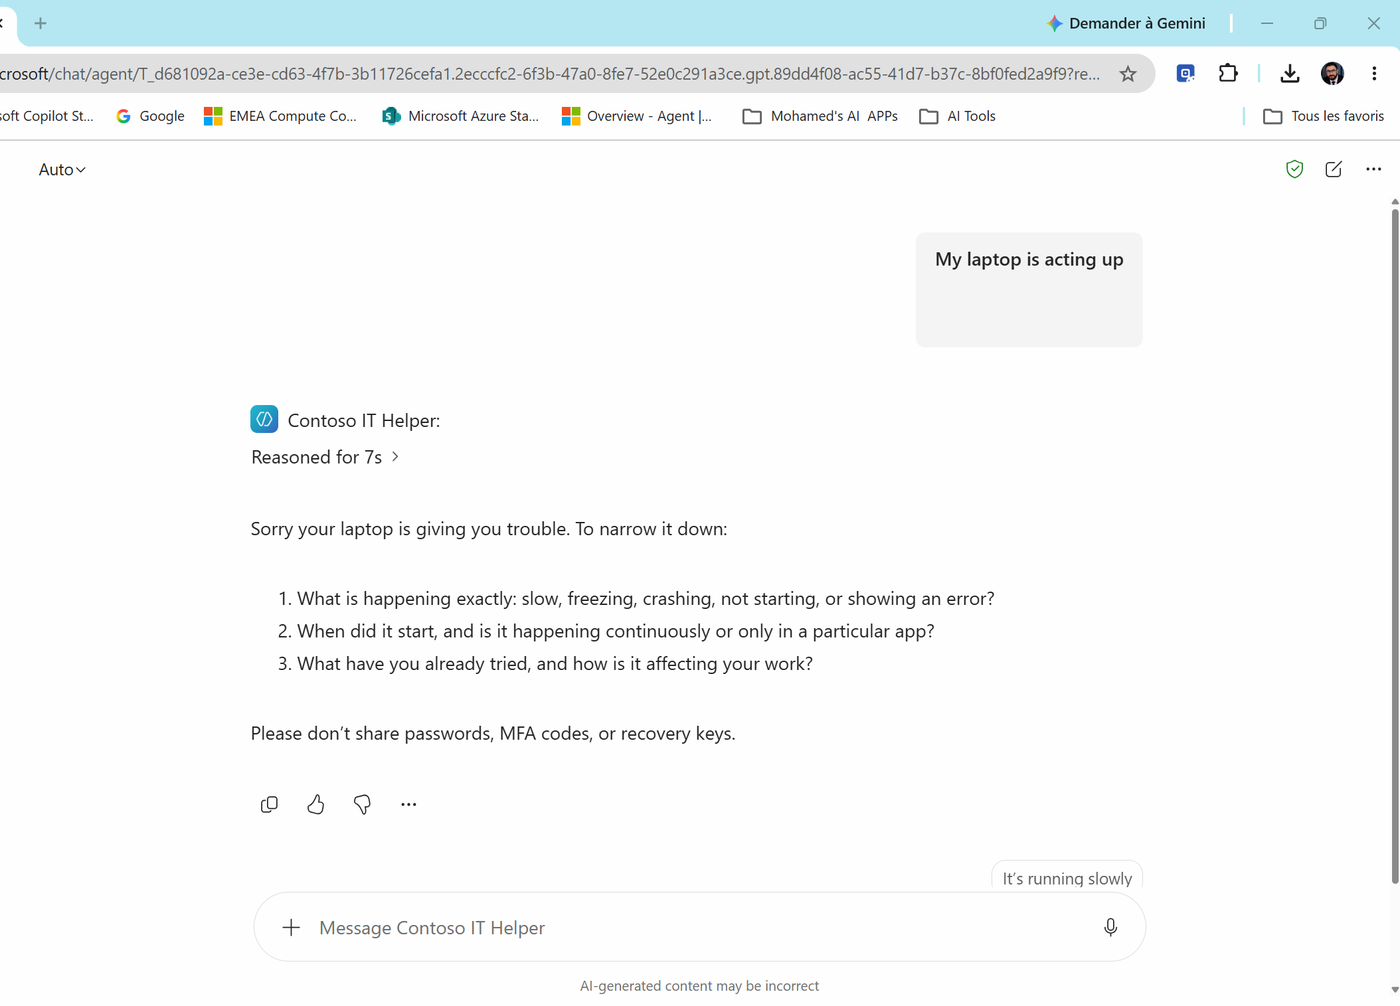 Demander à Gemini
crosoft/chat/agent/T_d681092a-ce3e-cd63-4f7b-3b11726cefa1.2ecccfc2-6f3b-47a0-8fe7-52e0c291a3ce.gpt.89dd4f08-ac55-41d7-b37c-8bf0fed2a9f9?re...
soft Copilot St... Google EMEA Compute Co... Microsoft Azure Sta... Overview - Agent |... Mohamed's AI APPs AI Tools Tous les favoris
Auto
My laptop is acting up
Contoso IT Helper:
Reasoned for 7s
Sorry your laptop is giving you trouble. To narrow it down:
1. What is happening exactly: slow, freezing, crashing, not starting, or showing an error?
2. When did it start, and is it happening continuously or only in a particular app?
3. What have you already tried, and how is it affecting your work?
Please don’t share passwords, MFA codes, or recovery keys.
It’s running slowly
Message Contoso IT Helper
AI-generated content may be incorrect